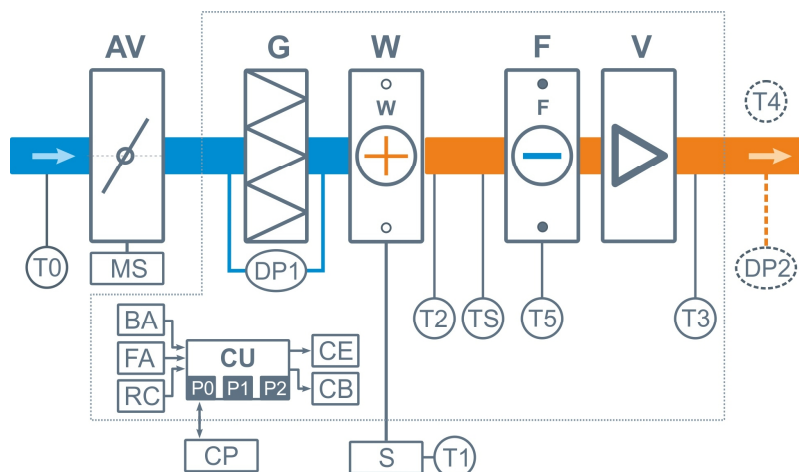 AV G W F V
W F
T4
T0 MS DP1 DP2
T2 TS T5 T3
BA
FA CU CE
RC P0 P1 P2 CB
CP S T1